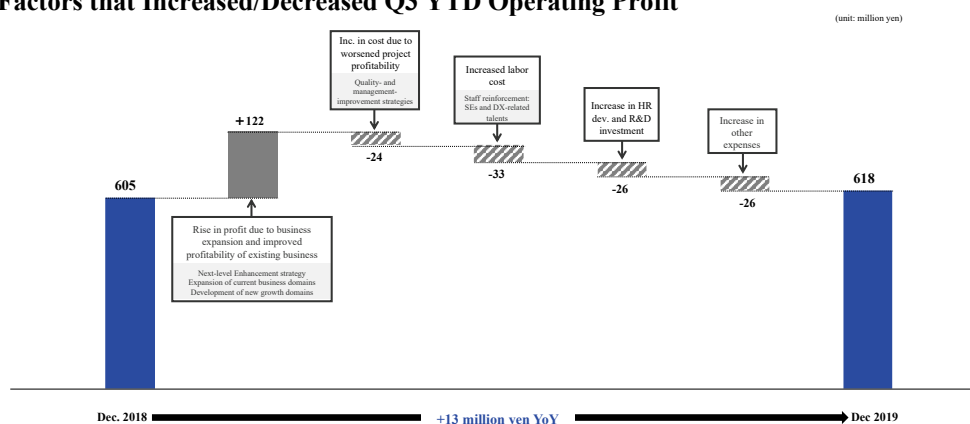 Factors that Increased/Decreased Q3 YTD Operating Profit
(unit: million yen)
Inc. in cost due to
worsened project
profitability
Quality- and
management-
improvement strategies
Increased labor
cost
Staff reinforcement:
SEs and DX-related
talents
Increase in HR
dev. and R&D
investment
Increase in
other
expenses
+122
-24
-33
-26
-26
605
618
Rise in profit due to business
expansion and improved
profitability of existing business
Next-level Enhancement strategy
Expansion of current business domains
Development of new growth domains
Dec. 2018
+13 million yen YoY
Dec 2019